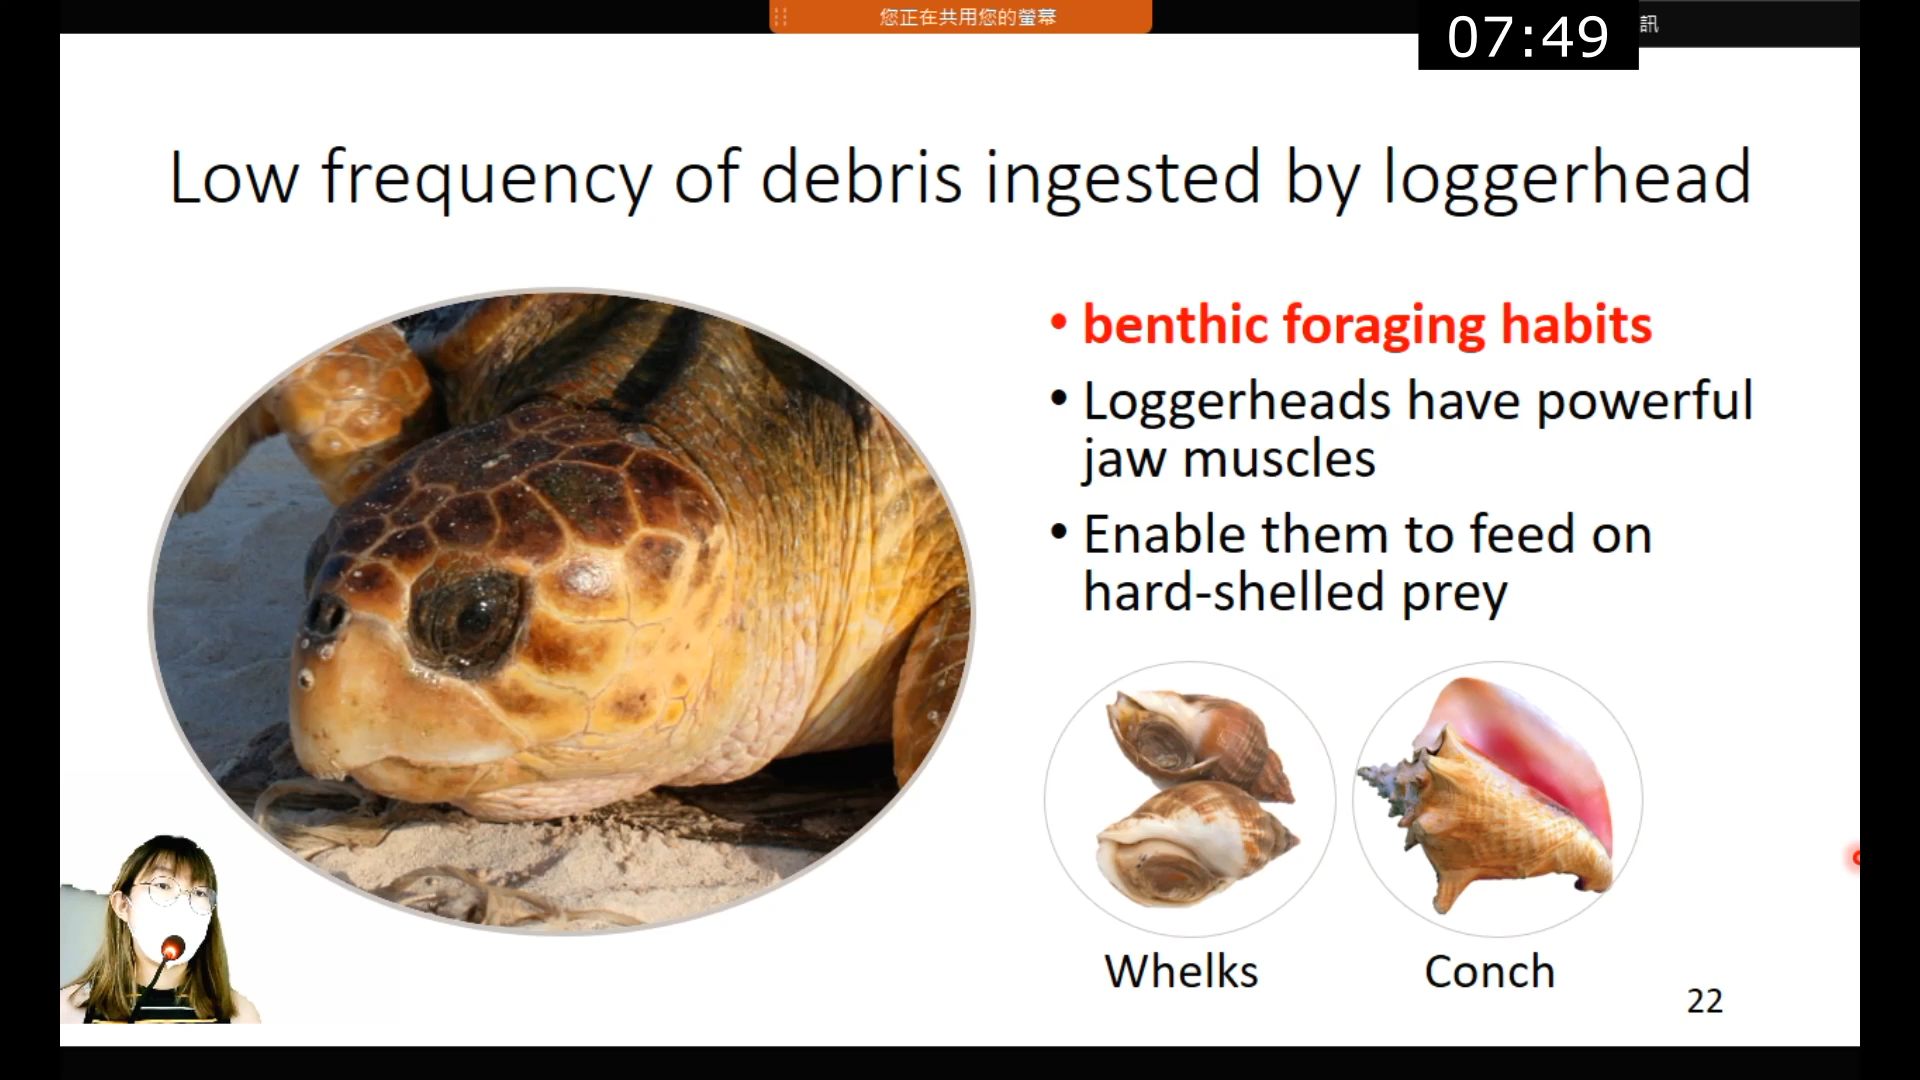 您正在共用您的螢幕
訊
07:49
Low frequency of debris ingested by loggerhead
• benthic foraging habits
• Loggerheads have powerful
jaw muscles
• Enable them to feed on
hard-shelled prey
Whelks
Conch
22